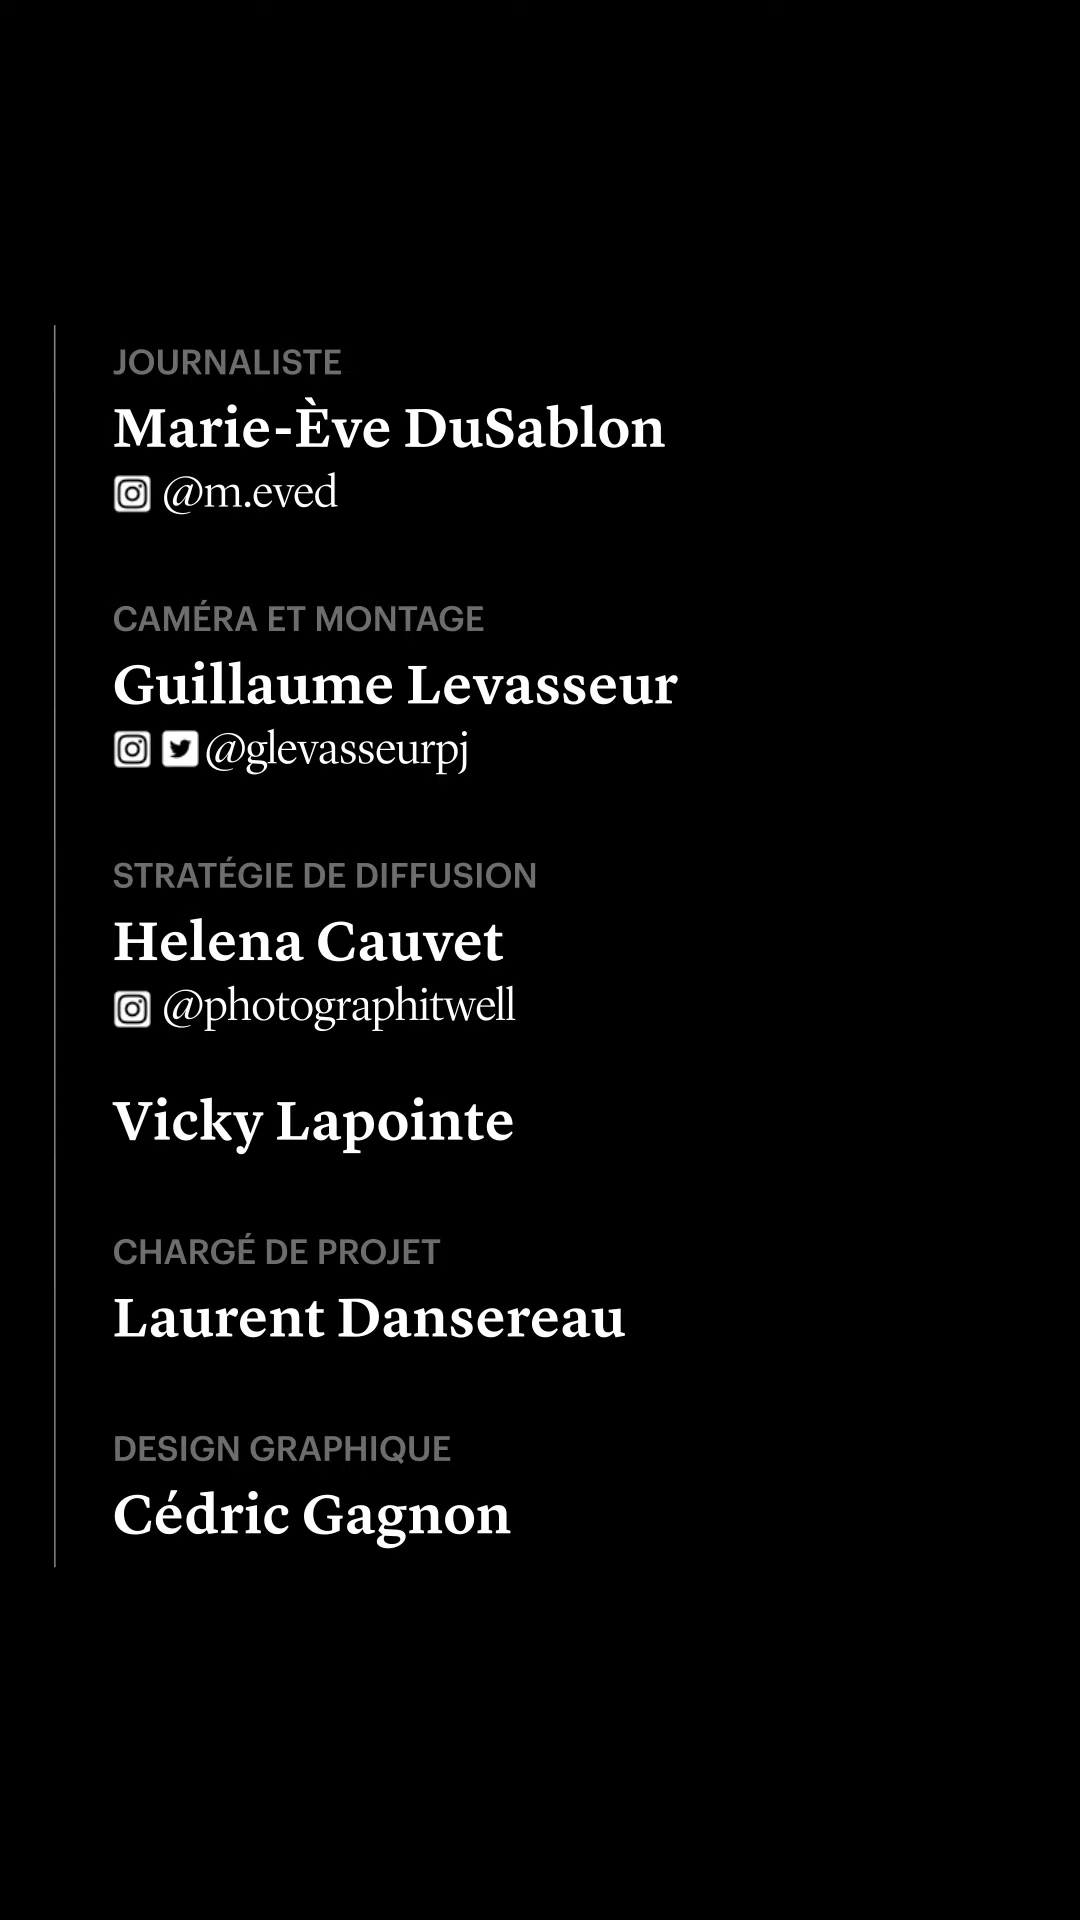 JOURNALISTE
Marie-Ève DuSablon
@m.eved
CAMÉRA ET MONTAGE
Guillaume Levasseur
@glevasseurpj
STRATÉGIE DE DIFFUSION
Helena Cauvet
@photographitwell
Vicky Lapointe
CHARGÉ DE PROJET
Laurent Dansereau
DESIGN GRAPHIQUE
Cédric Gagnon